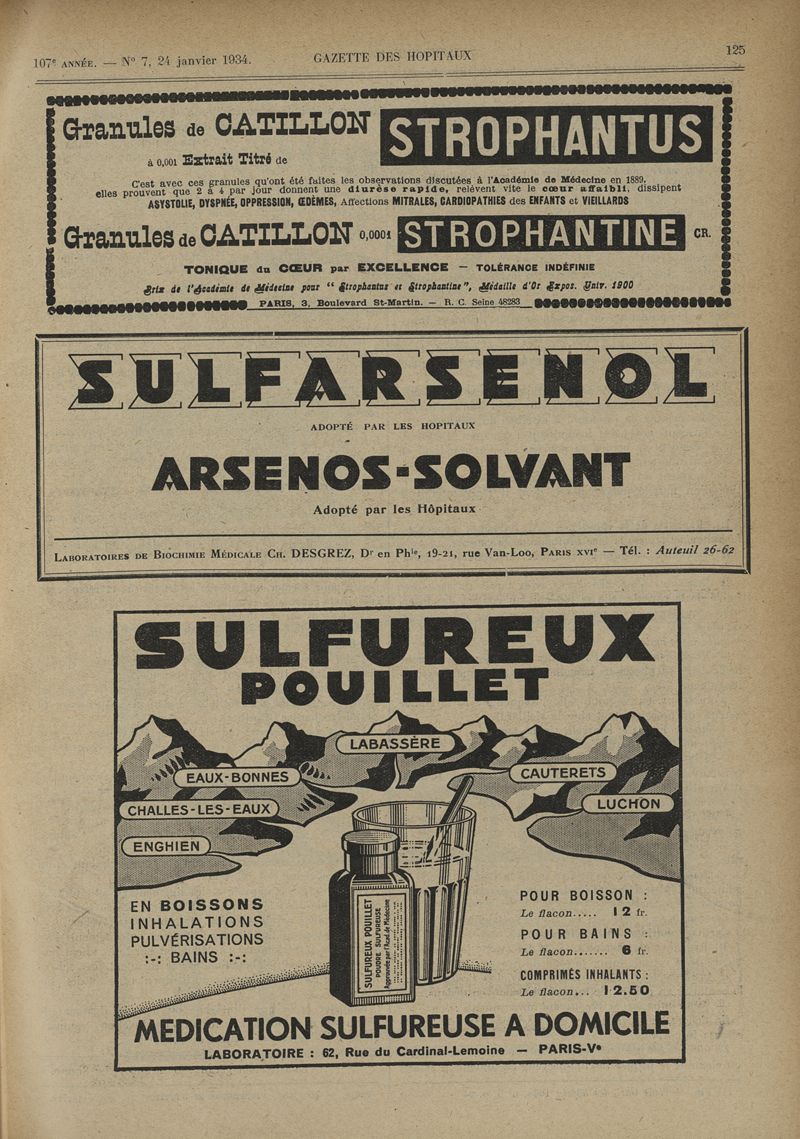 107e ANNÉE. — No 7, 24 janvier 1934.
GAZETTE DES HOPITAUX
125
Granules de CATILLON
à 0,001 Extrait Titré de
STROPHANTUS
C'est avec ces granules qu'ont été faites les observations discutées à l'Académie de Médecine en 1889,
elles prouvent que 2 à 4 par jour donnent une diurèse rapide, relèvent vite le cœur affaibli, dissipent
ASYSTOLIE, DYSPNÉE, OPPRESSION, ŒDÈMES, Affections MITRALES, CARDIOPATHIES des ENFANTS et VIEILLARDS
Granules de CATILLON 0,0001 STROPHANTINE CR.
TONIQUE du CŒUR par EXCELLENCE — TOLÉRANCE INDÉFINIE
Prix de l'Académie de Médecine pour “ Strophantus et Strophantine ”, Médaille d'Or Expos. Univ. 1900
PARIS, 3, Boulevard St-Martin. — R. C. Seine 48283
SULFARSENOL
ADOPTÉ PAR LES HOPITAUX
ARSENOS-SOLVANT
Adopté par les Hôpitaux
LABORATOIRES DE BIOCHIMIE MÉDICALE CH. DESGREZ, Dr en Phie, 19-21, rue Van-Loo, PARIS XVIe — Tél. : Auteuil 26-62
SULFUREUX
POUILLET
LABASSÈRE
EAUX-BONNES
CAUTERETS
CHALLES-LES-EAUX
LUCHON
ENGHIEN
EN BOISSONS
INHALATIONS
PULVÉRISATIONS
:-: BAINS :-:
SULFUREUX POUILLET
POUDRE SULFUREUSE
Approuvée par l'Acad. de Médecine
POUR BOISSON :
Le flacon..... 12 fr.
POUR BAINS :
Le flacon....... 6 fr.
COMPRIMÉS INHALANTS :
Le flacon... 12.50
MEDICATION SULFUREUSE A DOMICILE
LABORATOIRE : 62, Rue du Cardinal-Lemoine — PARIS-Ve